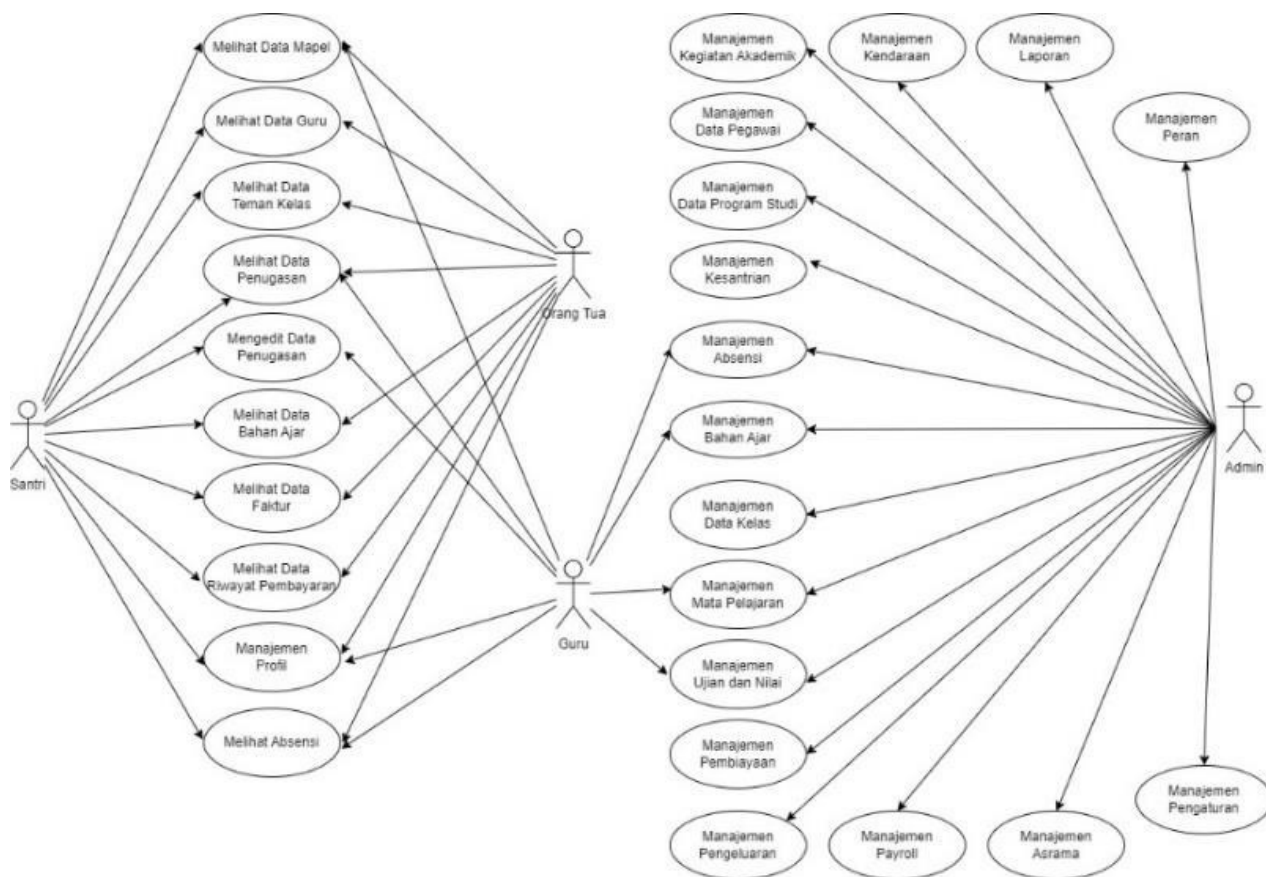 Melihat Data Mapel
Melihat Data Guru
Melihat Data
Teman Kelas
Melihat Data
Penugasan
Mengedit Data
Penugasan
Melihat Data
Bahan Ajar
Melihat Data
Faktur
Melihat Data
Riwayat Pembayaran
Manajemen
Profil
Melihat Absensi
Santri
Orang Tua
Guru
Manajemen
Kegiatan Akademik
Manajemen
Kendaraan
Manajemen
Laporan
Manajemen
Peran
Manajemen
Data Pegawai
Manajemen
Data Program Studi
Manajemen
Kesantrian
Manajemen
Absensi
Manajemen
Bahan Ajar
Manajemen
Data Kelas
Manajemen
Mata Pelajaran
Manajemen
Ujian dan Nilai
Manajemen
Pembiayaan
Manajemen
Pengeluaran
Manajemen
Payroll
Manajemen
Asrama
Manajemen
Pengaturan
Admin